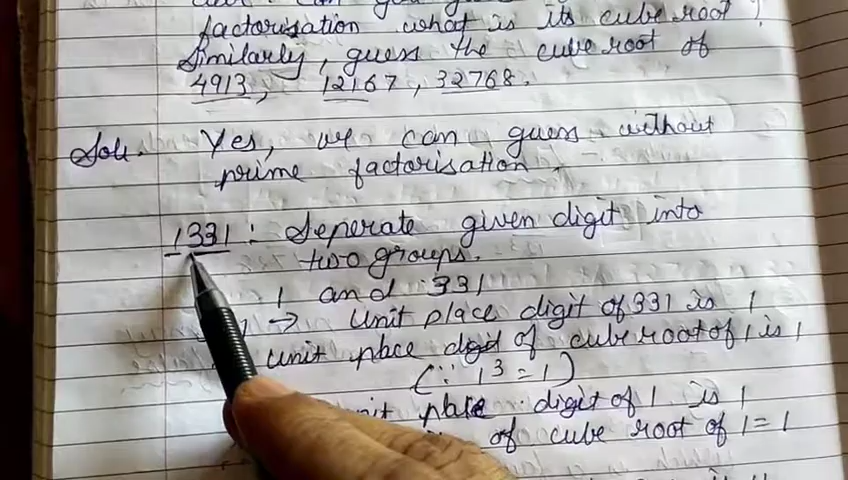 factorisation what is its cube root?
Similarly, guess the cube root of
4913, 12167, 32768.
Solu. Yes, we can guess without
prime factorisation.
1331 : Seperate given digit into
two groups.
1 and 331
1 → Unit place digit of 331 is 1
unit place digit of cube root of 1 is 1
(∵ 1³ = 1)
place digit of 1 is 1
of cube root of 1 = 1